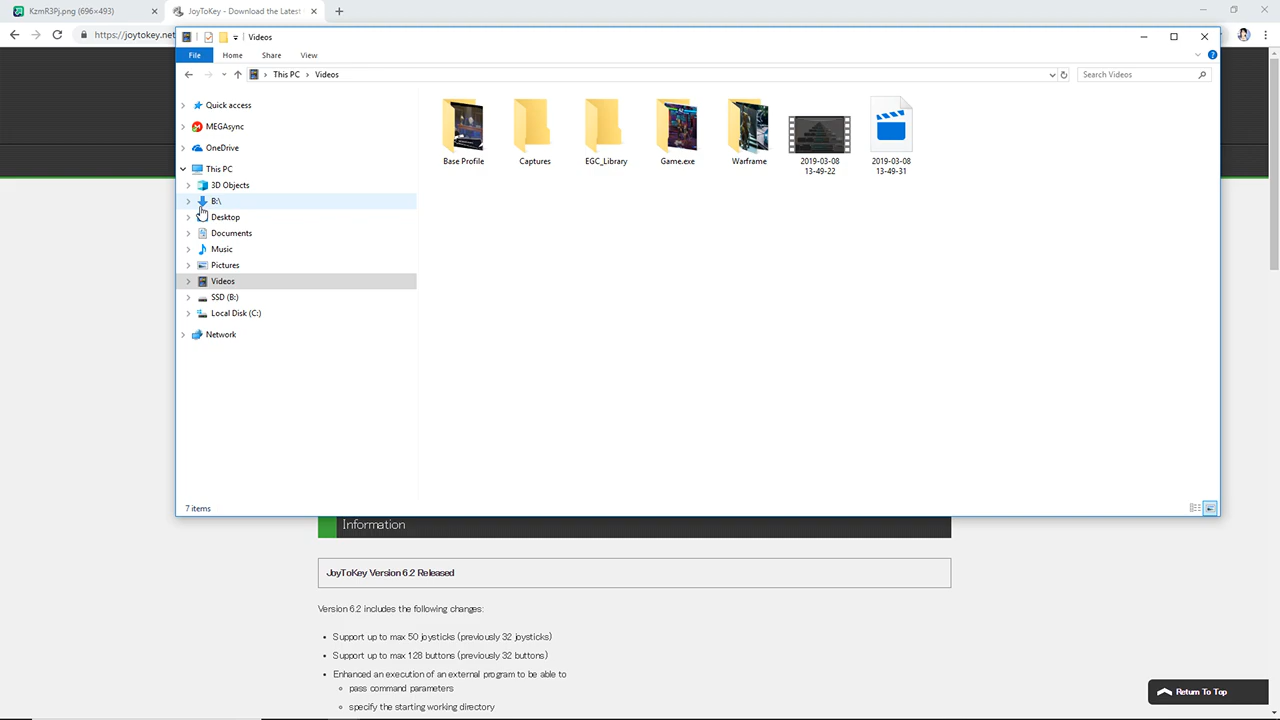 KzmR3Pj.png (696×493)
JoyToKey - Download the Latest
https://joytokey.net
Videos
File Home Share View
This PC Videos
Search Videos
Quick access
MEGAsync
OneDrive
This PC
3D Objects
B:\
Desktop
Documents
Music
Pictures
Videos
SSD (B:)
Local Disk (C:)
Network
Base Profile
Captures
EGC_Library
Game.exe
Warframe
2019-03-08
13-49-22
2019-03-08
13-49-31
7 items
Information
JoyToKey Version 6.2 Released
Version 6.2 includes the following changes:
Support up to max 50 joysticks (previously 32 joysticks)
Support up to max 128 buttons (previously 32 buttons)
Enhanced an execution of an external program to be able to
pass command parameters
specify the starting working directory
Return To Top